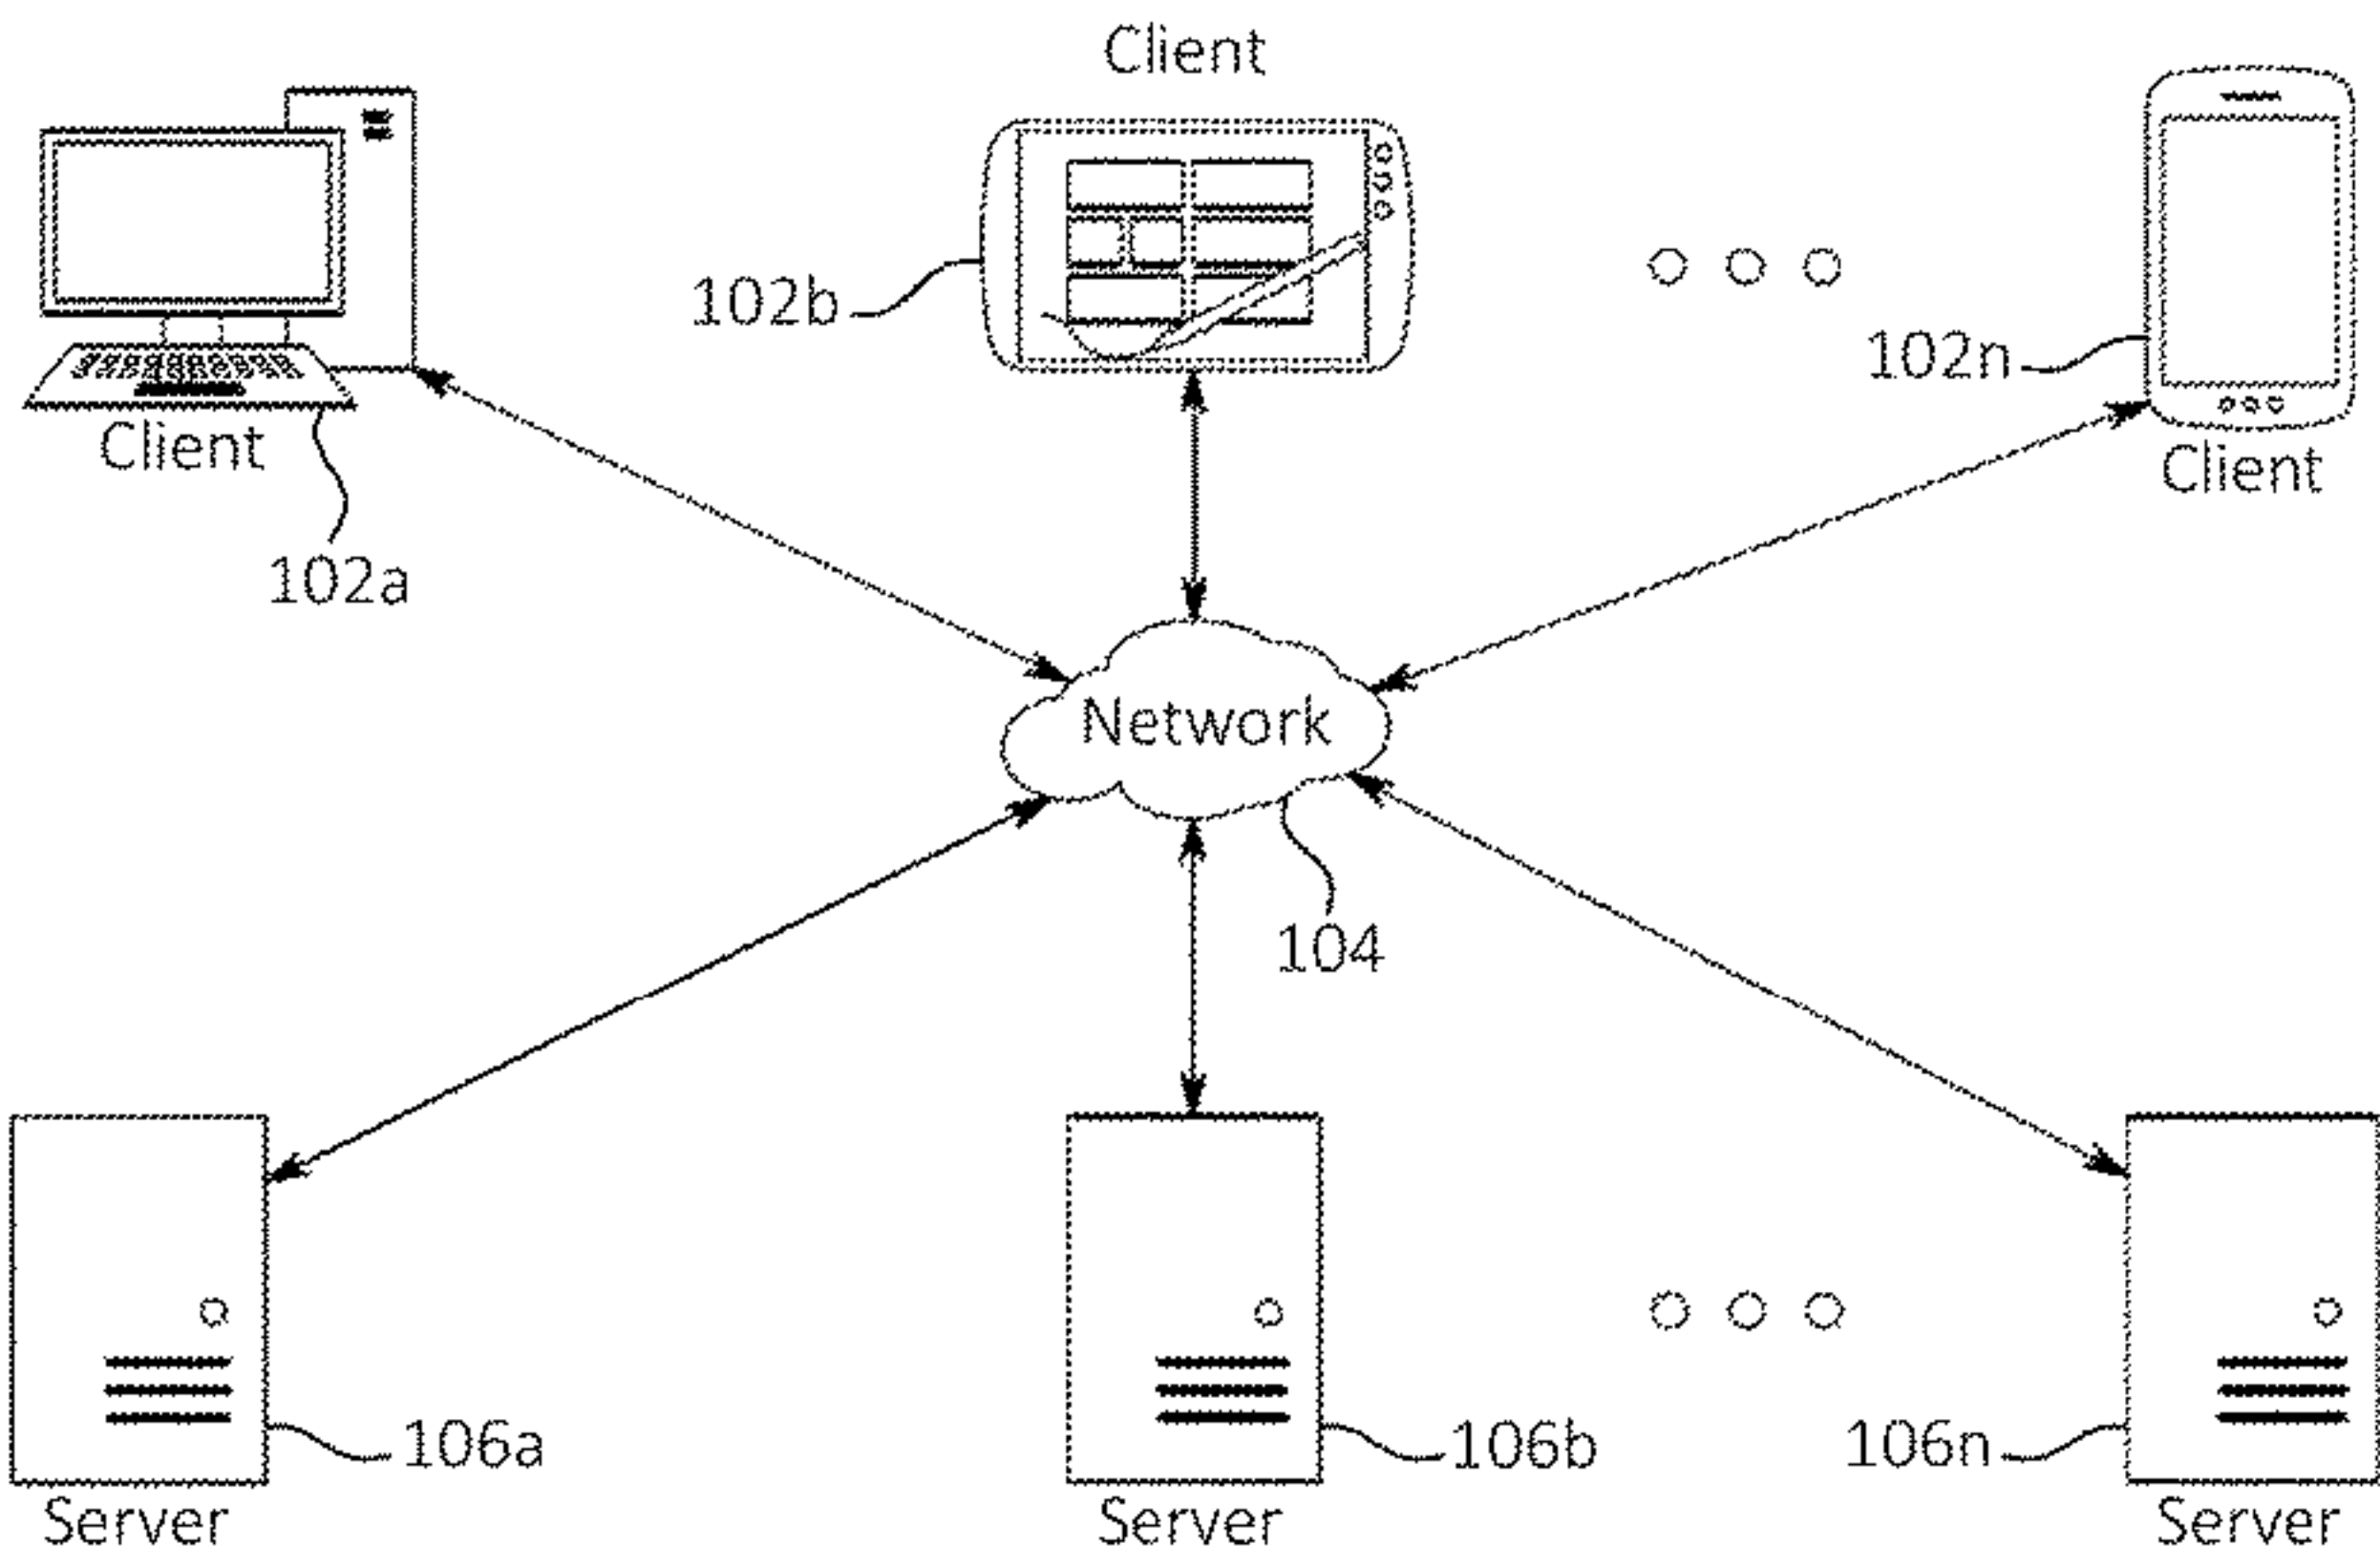 Client
102b
102n
Client
Client
102a
Network
104
106a
106b
106n
Server
Server
Server